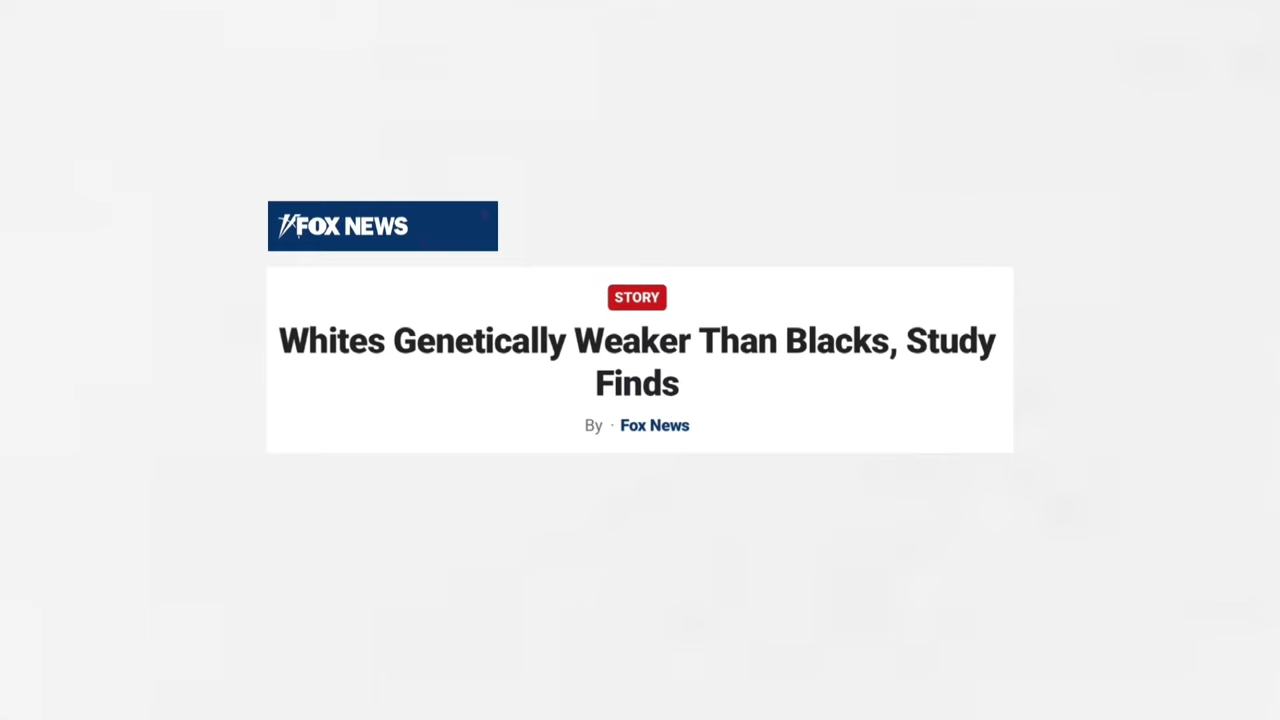 FOX NEWS
STORY
Whites Genetically Weaker Than Blacks, Study
Finds
By · Fox News